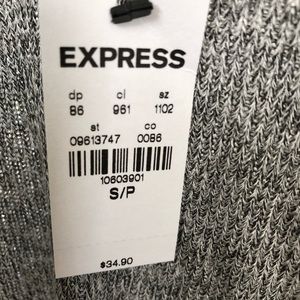 EXPRESS
dp cl sz
86 961 1102
st co
09613747 0086
10603901
S/P
$34.90